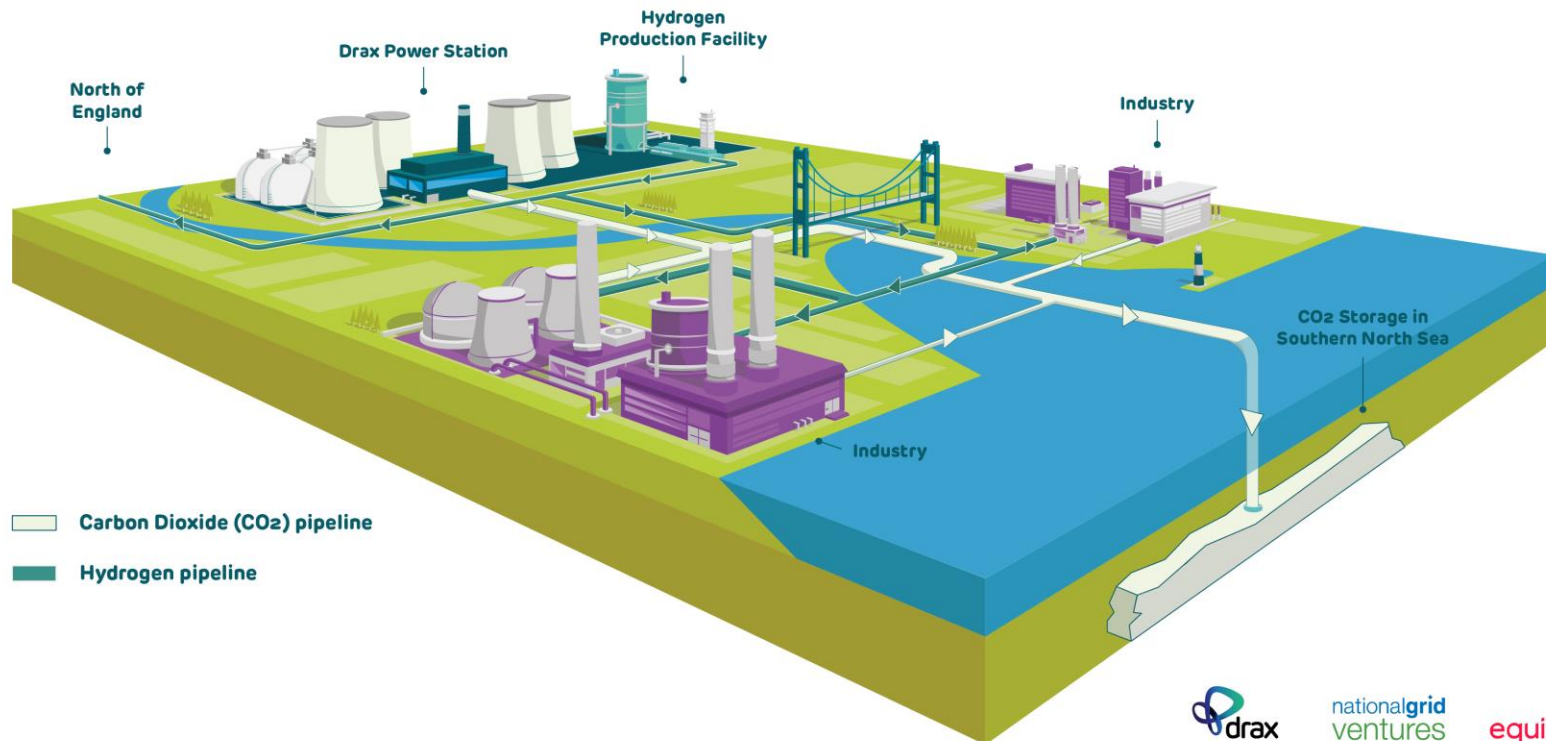 Hydrogen
Production Facility
Drax Power Station
North of
England
Industry
CO2 Storage in
Southern North Sea
Industry
Carbon Dioxide (CO2) pipeline
Hydrogen pipeline
drax
nationalgrid
ventures
equi